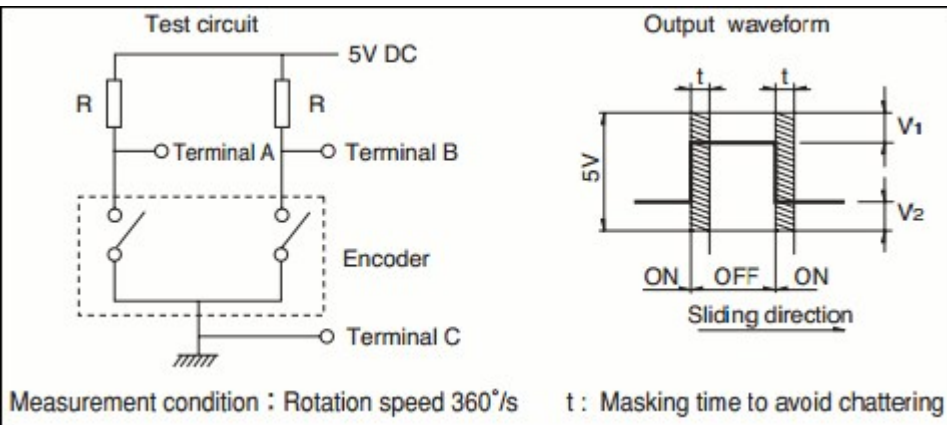 Test circuit
5V DC
R
R
Terminal A
Terminal B
Encoder
Terminal C
Output waveform
t
t
V1
5V
V2
ON
OFF
ON
Sliding direction
Measurement condition : Rotation speed 360˚/s
t : Masking time to avoid chattering